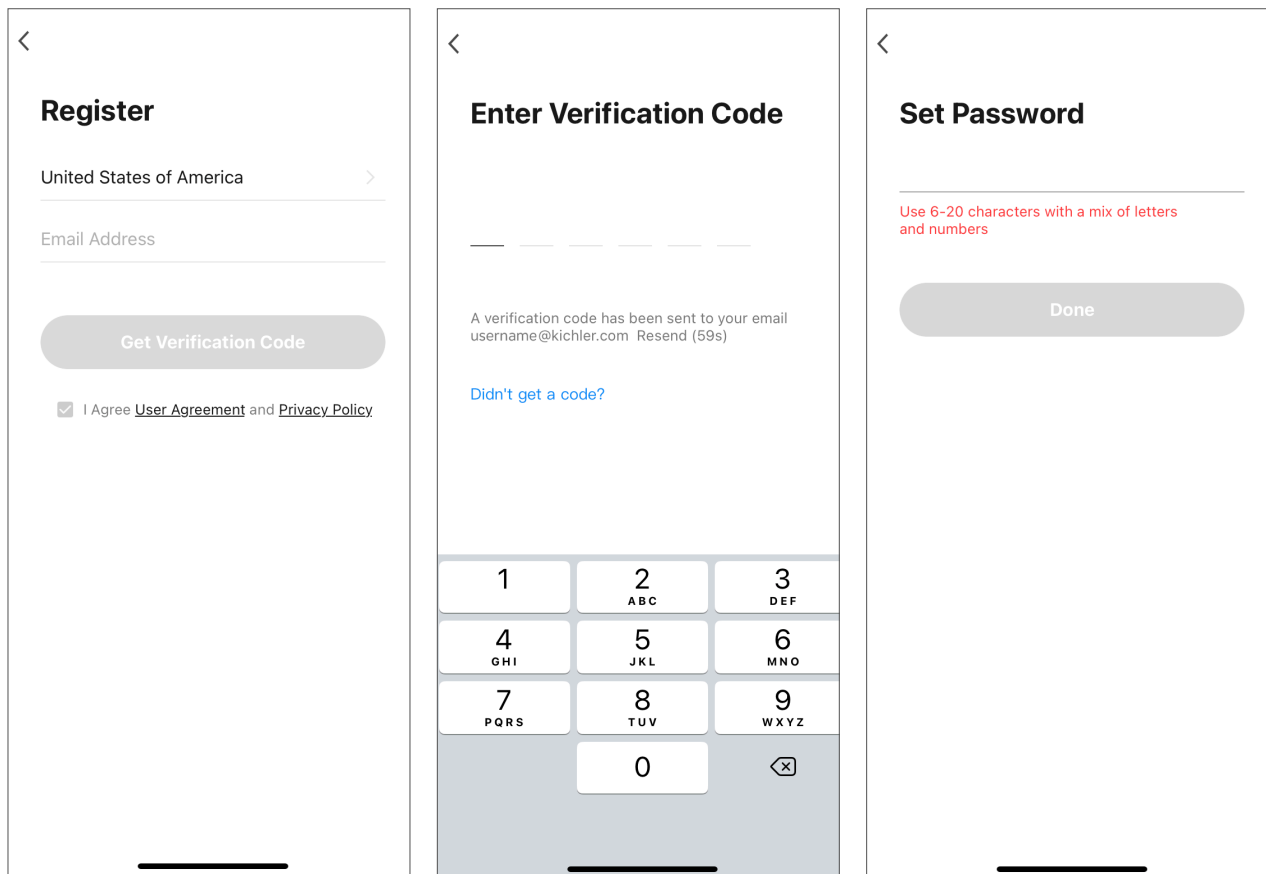 Register
United States of America
Email Address
Get Verification Code
I Agree User Agreement and Privacy Policy
Enter Verification Code
A verification code has been sent to your email
username@kichler.com Resend (59s)
Didn't get a code?
1
2
ABC
3
DEF
4
GHI
5
JKL
6
MNO
7
PQRS
8
TUV
9
WXYZ
0
Set Password
Use 6-20 characters with a mix of letters
and numbers
Done